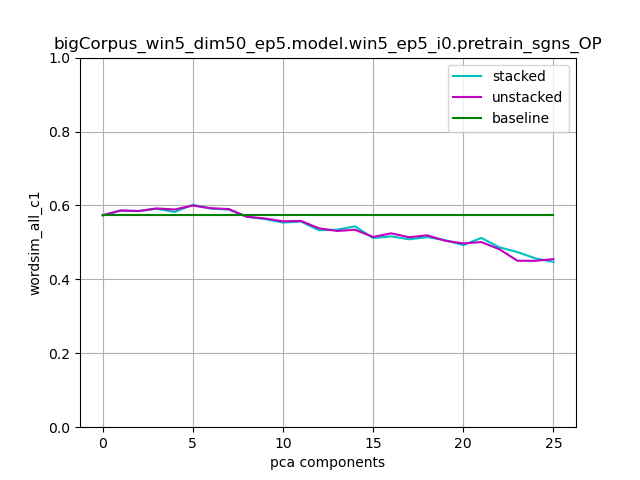 bigCorpus_win5_dim50_ep5.model.win5_ep5_i0.pretrain_sgns_OP
1.0
0.8
0.6
0.4
0.2
0.0
wordsim_all_c1
stacked
unstacked
baseline
0 5 10 15 20 25
pca components